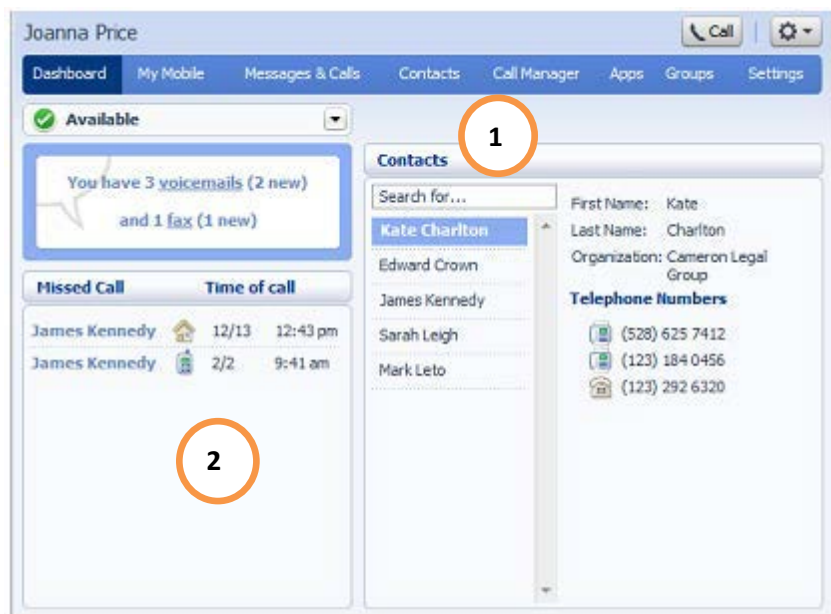 Joanna Price
Call
Dashboard My Mobile Messages & Calls Contacts Call Manager Apps Groups Settings
Available
1
You have 3 voicemails (2 new)
and 1 fax (1 new)
Missed Call Time of call
James Kennedy 12/13 12:43 pm
James Kennedy 2/2 9:41 am
2
Contacts
Search for...
Kate Charlton
Edward Crown
James Kennedy
Sarah Leigh
Mark Leto
First Name: Kate
Last Name: Charlton
Organization: Cameron Legal
Group
Telephone Numbers
(528) 625 7412
(123) 184 0456
(123) 292 6320